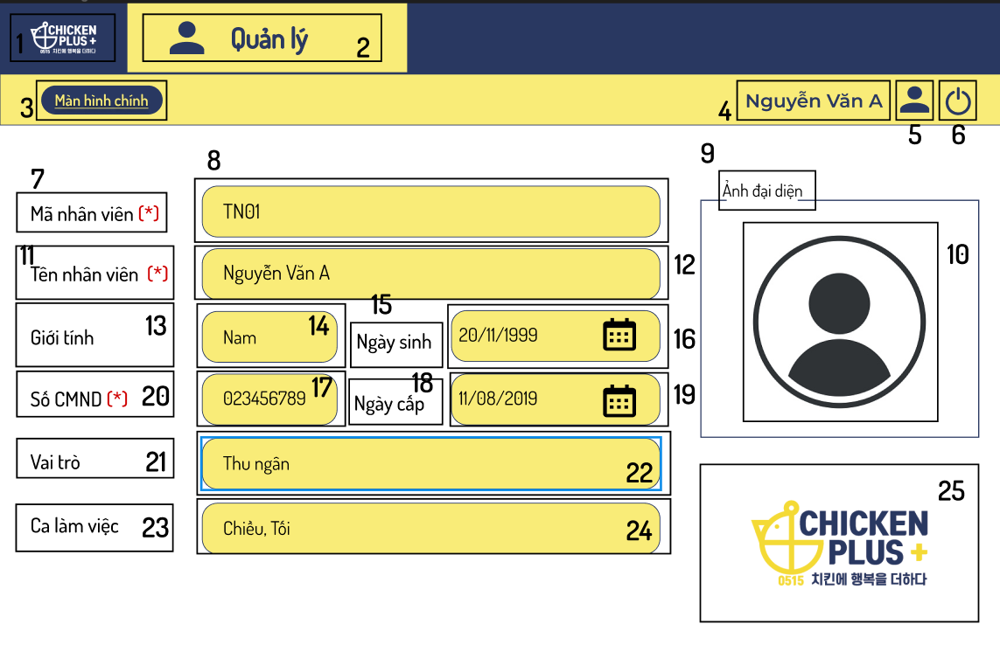 1
CHICKEN
PLUS +
0515 치킨에 행복을 더하다
Quản lý
2
3
Màn hình chính
4
Nguyễn Văn A
5
6
7
Mã nhân viên (*)
8
TN01
9
Ảnh đại diện
10
11
Tên nhân viên (*)
Nguyễn Văn A
12
Giới tính
13
Nam
14
15
Ngày sinh
20/11/1999
16
Số CMND (*)
20
023456789
17
18
Ngày cấp
11/08/2019
19
Vai trò
21
Thu ngân
22
Ca làm việc
23
Chiều, Tối
24
25
CHICKEN
PLUS +
0515 치킨에 행복을 더하다